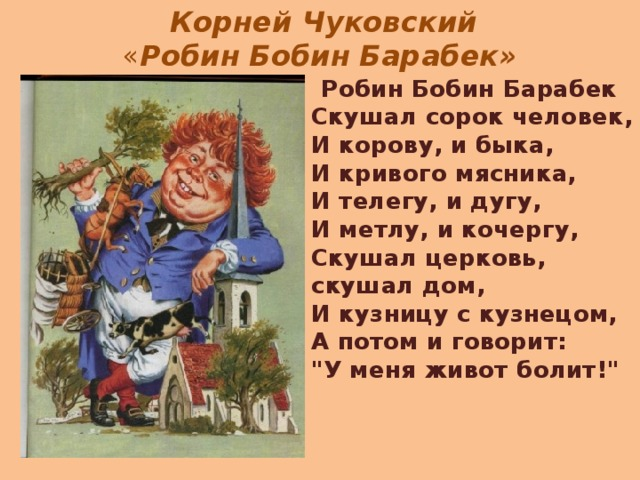 Корней Чуковский
«Робин Бобин Барабек»
Робин Бобин Барабек
Скушал сорок человек,
И корову, и быка,
И кривого мясника,
И телегу, и дугу,
И метлу, и кочергу,
Скушал церковь,
скушал дом,
И кузницу с кузнецом,
А потом и говорит:
"У меня живот болит!"